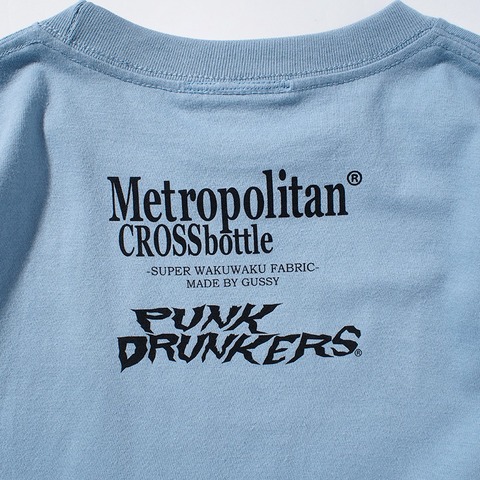 Metropolitan®
CROSSbottle
-SUPER WAKUWAKU FABRIC-
MADE BY GUSSY
PUNK
DRUNKERS®